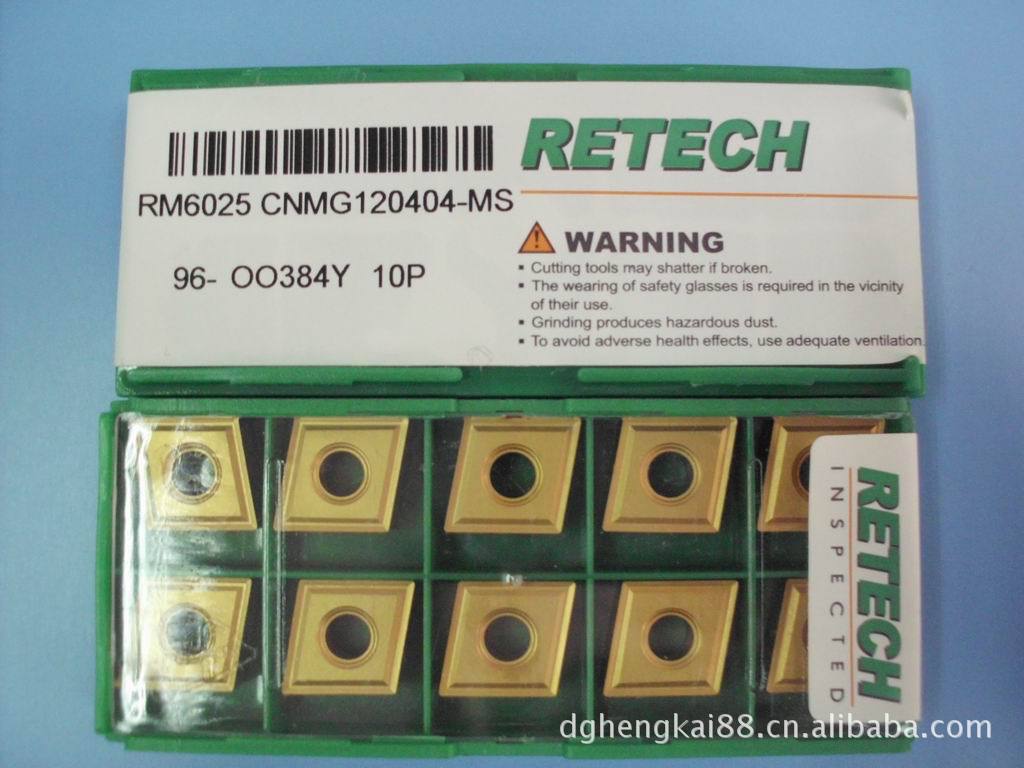 RETECH
RM6025 CNMG120404-MS
96- OO384Y 10P
WARNING
▪ Cutting tools may shatter if broken.
▪ The wearing of safety glasses is required in the vicinity
of their use.
▪ Grinding produces hazardous dust.
▪ To avoid adverse health effects, use adequate ventilation.
RETECH
INSPECTED
dghengkai88.cn.alibaba.com